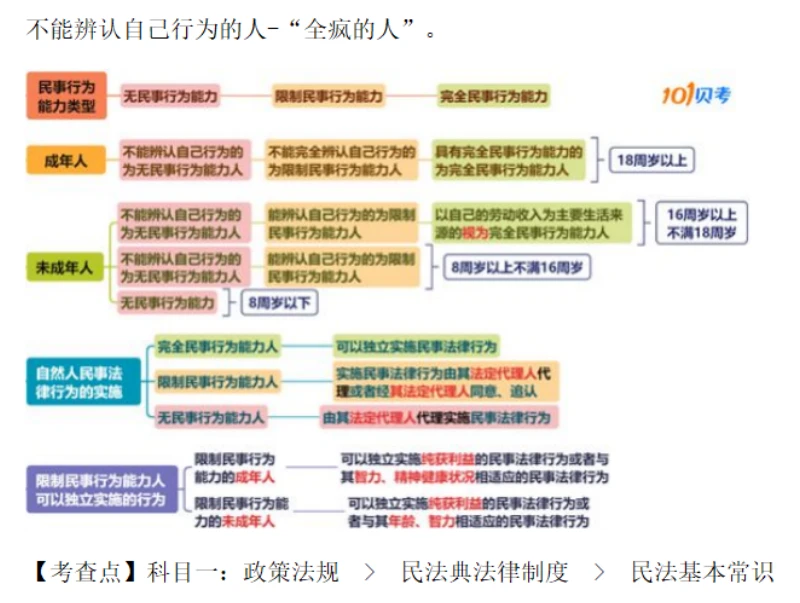 不能辨认自己行为的人-“全疯的人”。
民事行为
能力类型
无民事行为能力
限制民事行为能力
完全民事行为能力
101贝考
成年人
不能辨认自己行为的
为无民事行为能力人
不能完全辨认自己行为的
为限制民事行为能力人
具有完全民事行为能力的
为完全民事行为能力人
18周岁以上
未成年人
不能辨认自己行为的
为无民事行为能力人
能辨认自己行为的为限制
民事行为能力人
以自己的劳动收入为主要生活来
源的视为完全民事行为能力人
16周岁以上
不满18周岁
不能辨认自己行为的
为无民事行为能力人
能辨认自己行为的为限制
民事行为能力人
8周岁以上不满16周岁
无民事行为能力
8周岁以下
自然人民事法
律行为的实施
完全民事行为能力人
可以独立实施民事法律行为
限制民事行为能力人
实施民事法律行为由其法定代理人代
理或者经其法定代理人同意、追认
无民事行为能力人
由其法定代理人代理实施民事法律行为
限制民事行为能力人
可以独立实施的行为
限制民事行为
能力的成年人
可以独立实施纯获利益的民事法律行为或者与
其智力、精神健康状况相适应的民事法律行为
限制民事行为能
力的未成年人
可以独立实施纯获利益的民事法律行为或
者与其年龄、智力相适应的民事法律行为
【考查点】科目一：政策法规 > 民法典法律制度 > 民法基本常识